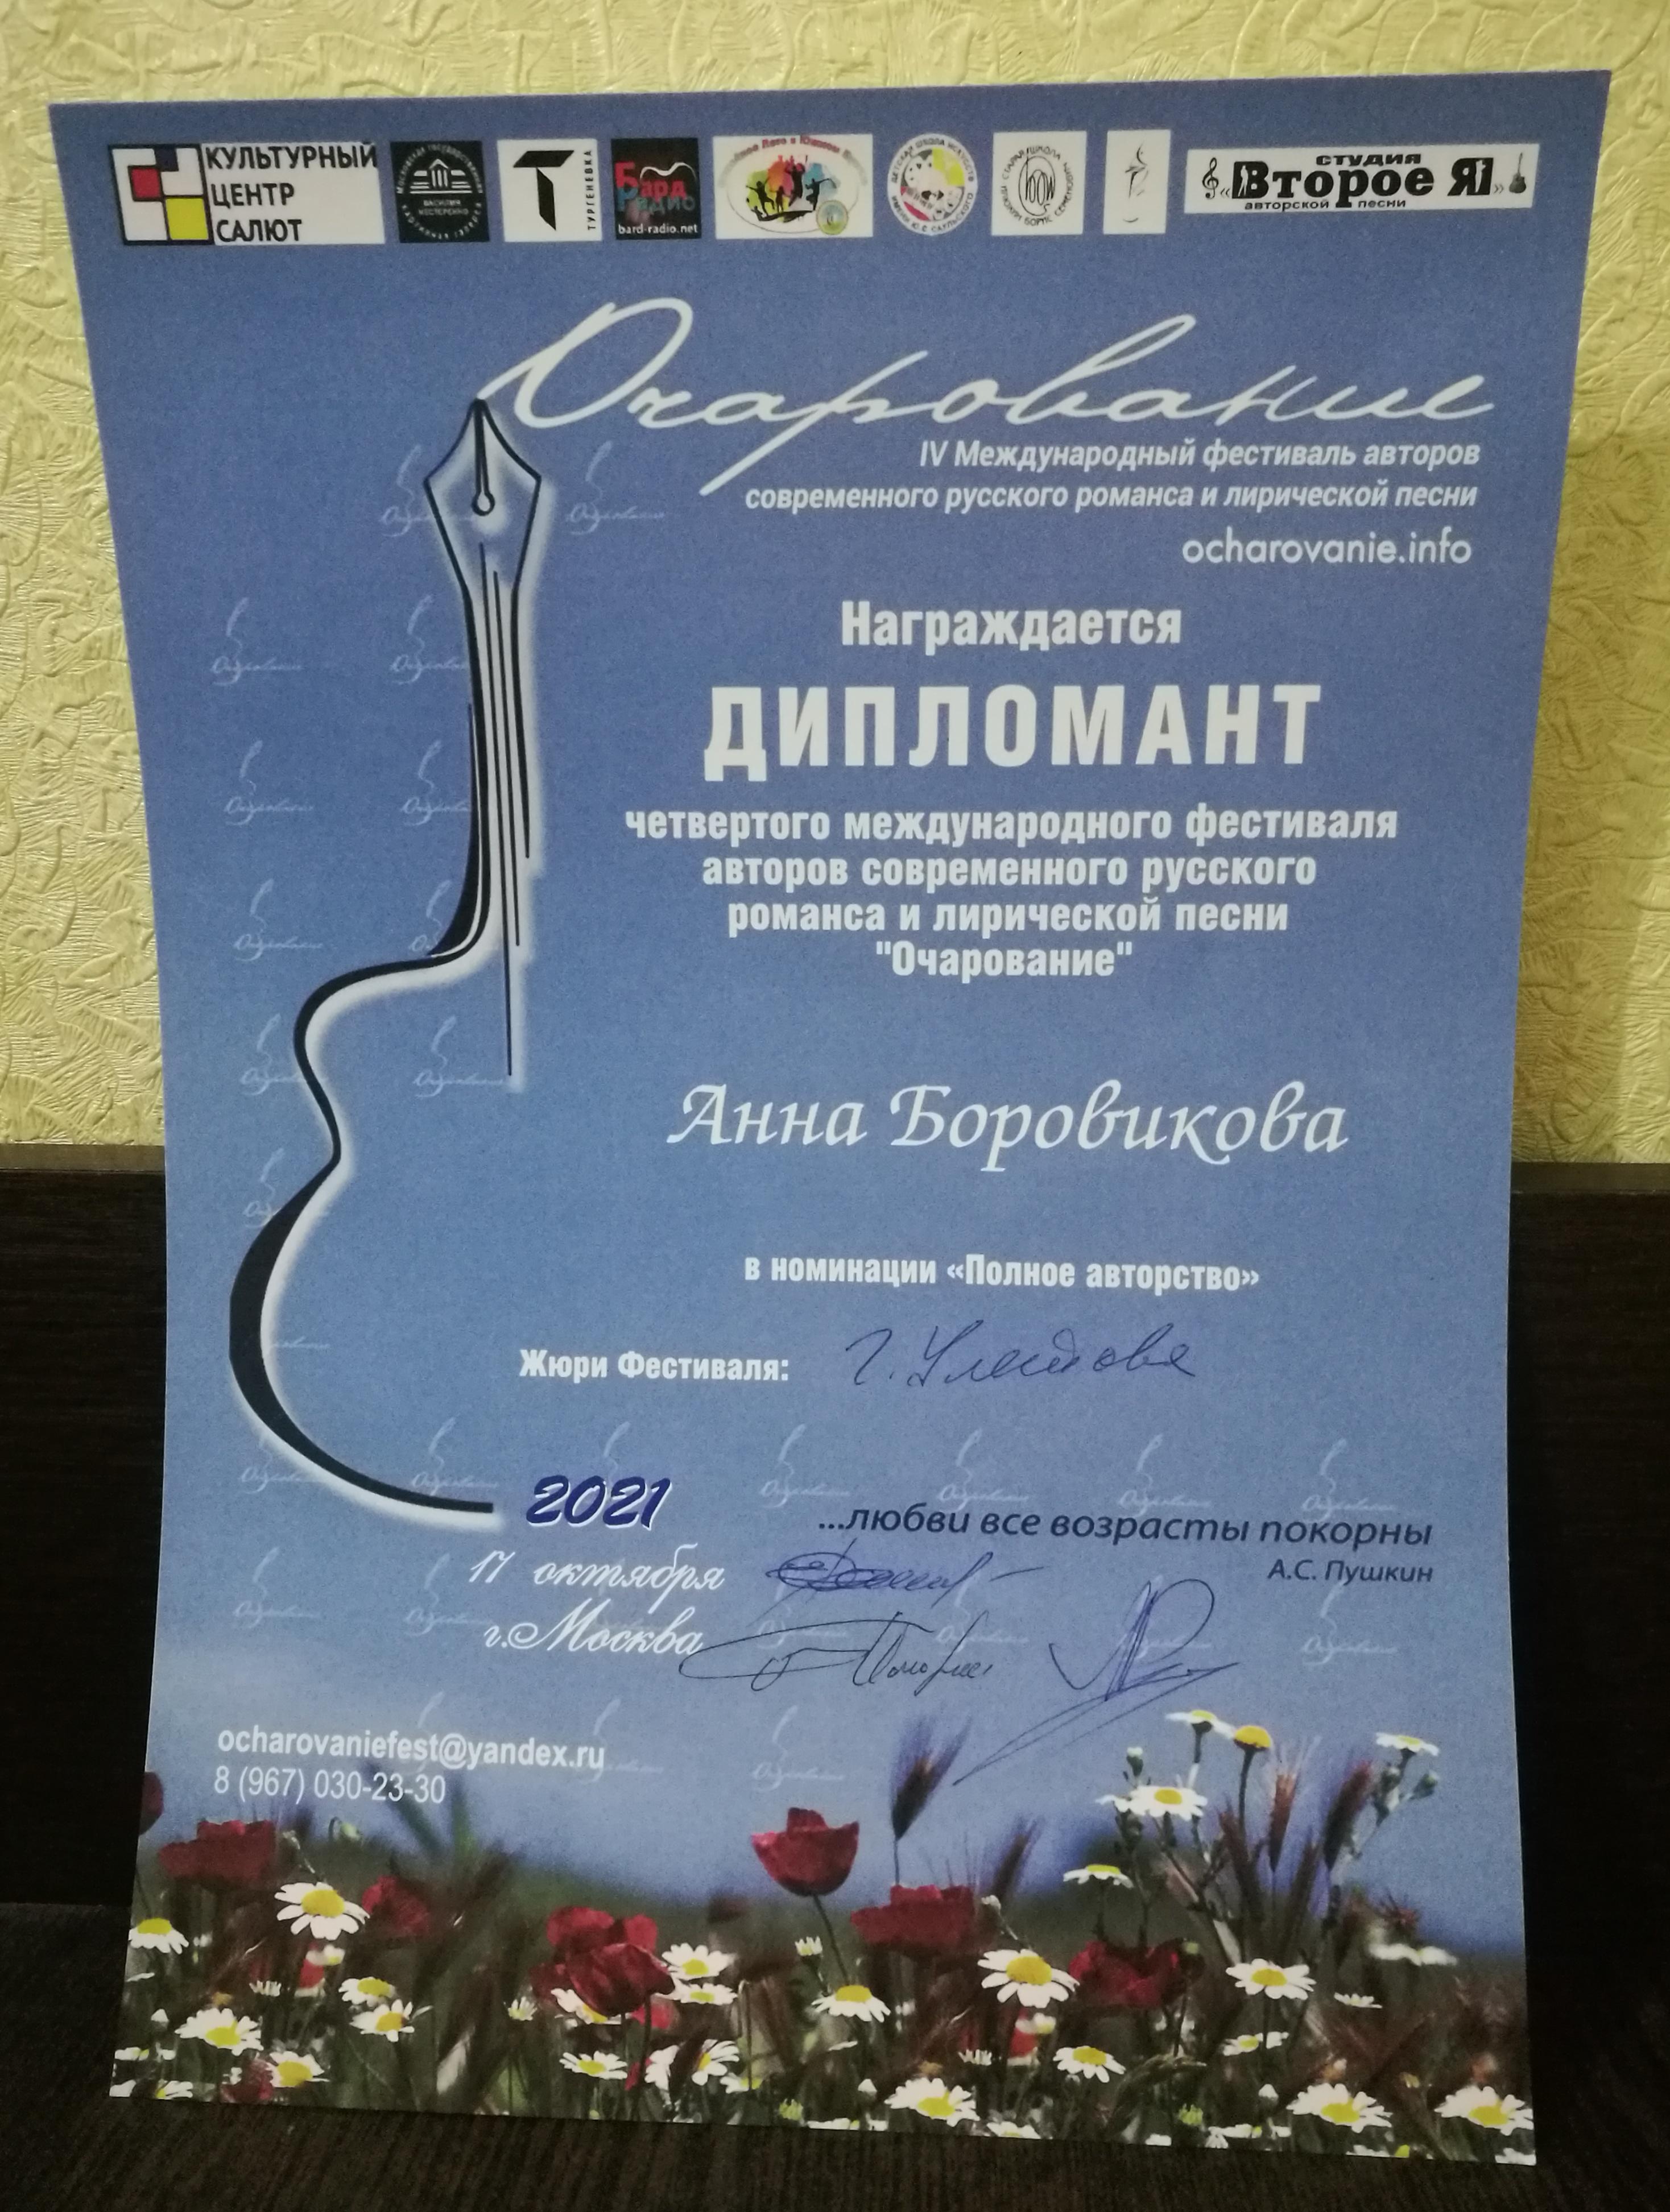 КУЛЬТУРНЫЙ
ЦЕНТР
САЛЮТ
ТУРГЕНЕВКА
Бард
Радио
bard-radio.net
СТУДИЯ
«Второе Я»
авторской песни
Очарование
IV Международный фестиваль авторов
современного русского романса и лирической песни
ocharovanie.info
Награждается
ДИПЛОМАНТ
четвертого международного фестиваля
авторов современного русского
романса и лирической песни
"Очарование"
Анна Боровикова
в номинации «Полное авторство»
Жюри Фестиваля:
2021
...любви все возрасты покорны
А.С. Пушкин
17 октября
г.Москва
ocharovaniefest@yandex.ru
8 (967) 030-23-30